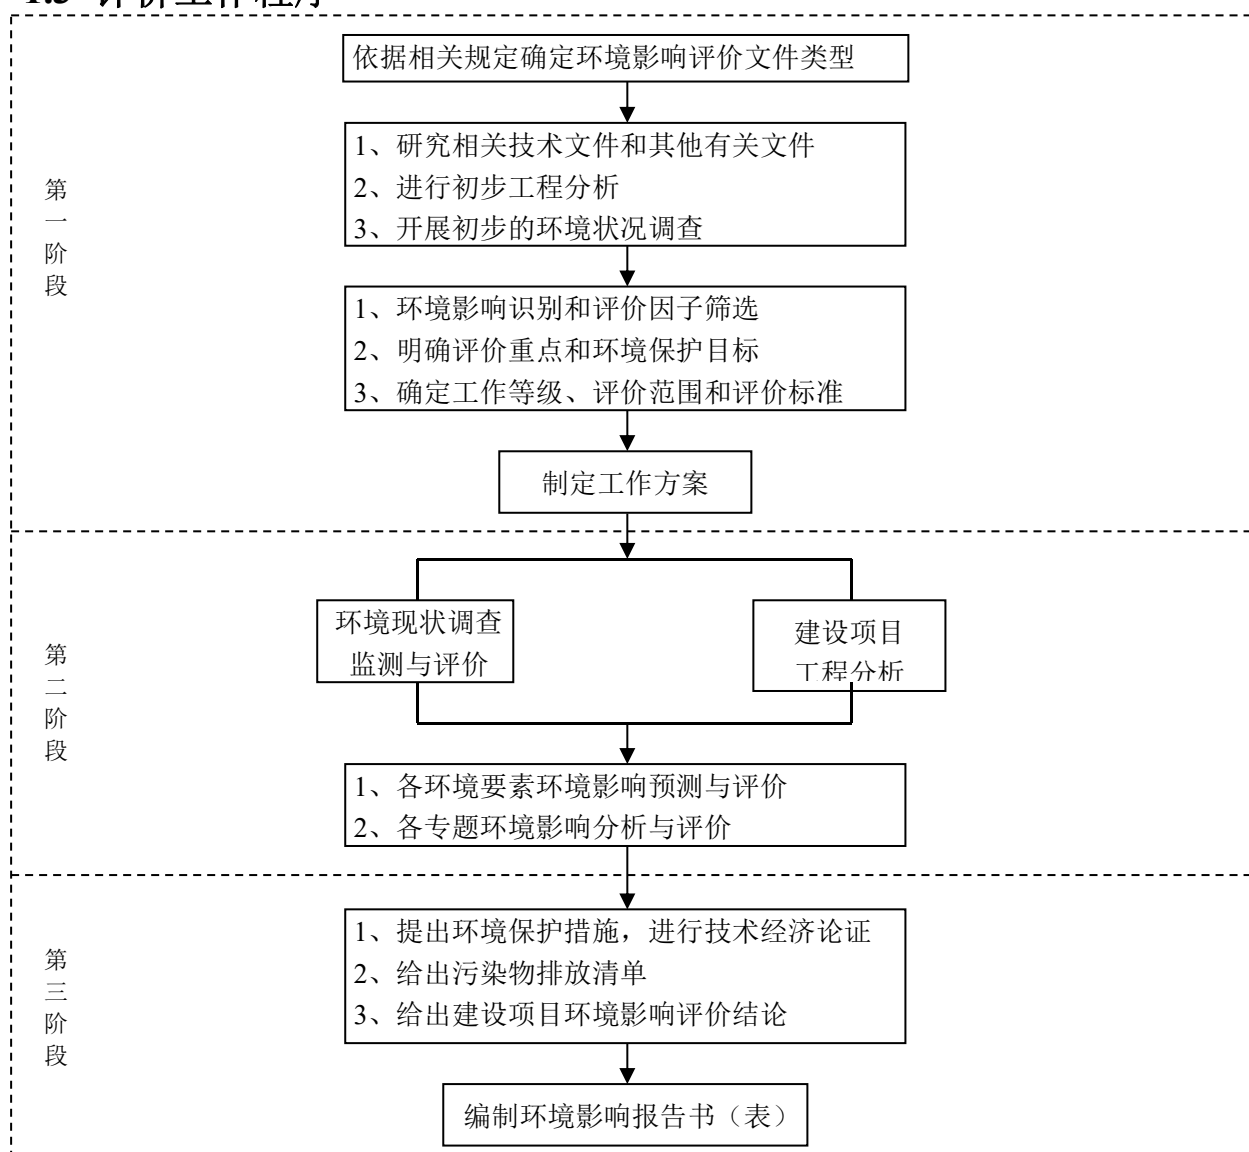 依据相关规定确定环境影响评价文件类型
1、研究相关技术文件和其他有关文件
2、进行初步工程分析
3、开展初步的环境状况调查
第一阶段
1、环境影响识别和评价因子筛选
2、明确评价重点和环境保护目标
3、确定工作等级、评价范围和评价标准
制定工作方案
环境现状调查
监测与评价
建设项目
工程分析
第二阶段
1、各环境要素环境影响预测与评价
2、各专题环境影响分析与评价
1、提出环境保护措施，进行技术经济论证
2、给出污染物排放清单
3、给出建设项目环境影响评价结论
第三阶段
编制环境影响报告书（表）